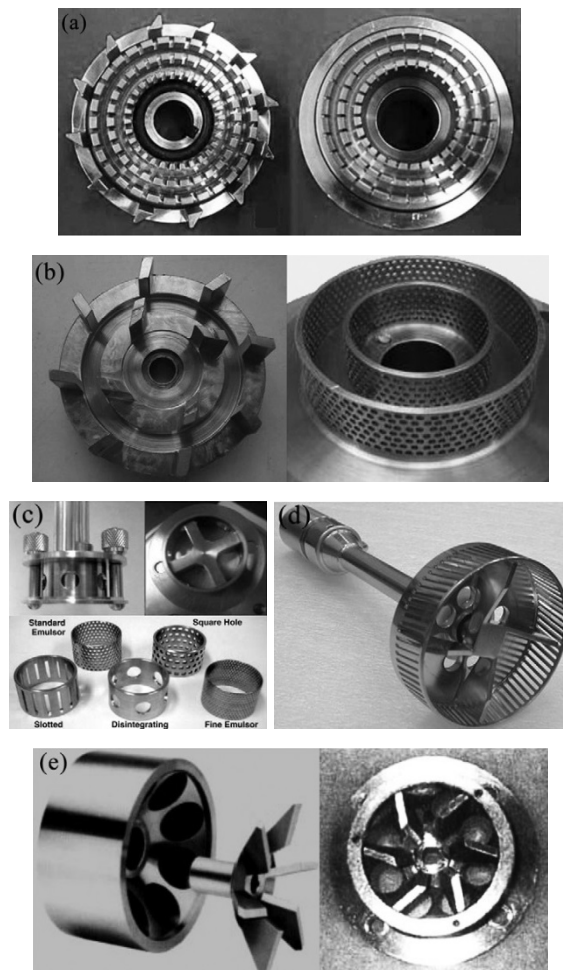 (a)
(b)
(c)
(d)
Standard Square Hole
Emulsor
Slotted Disintegrating Fine Emulsor
(e)